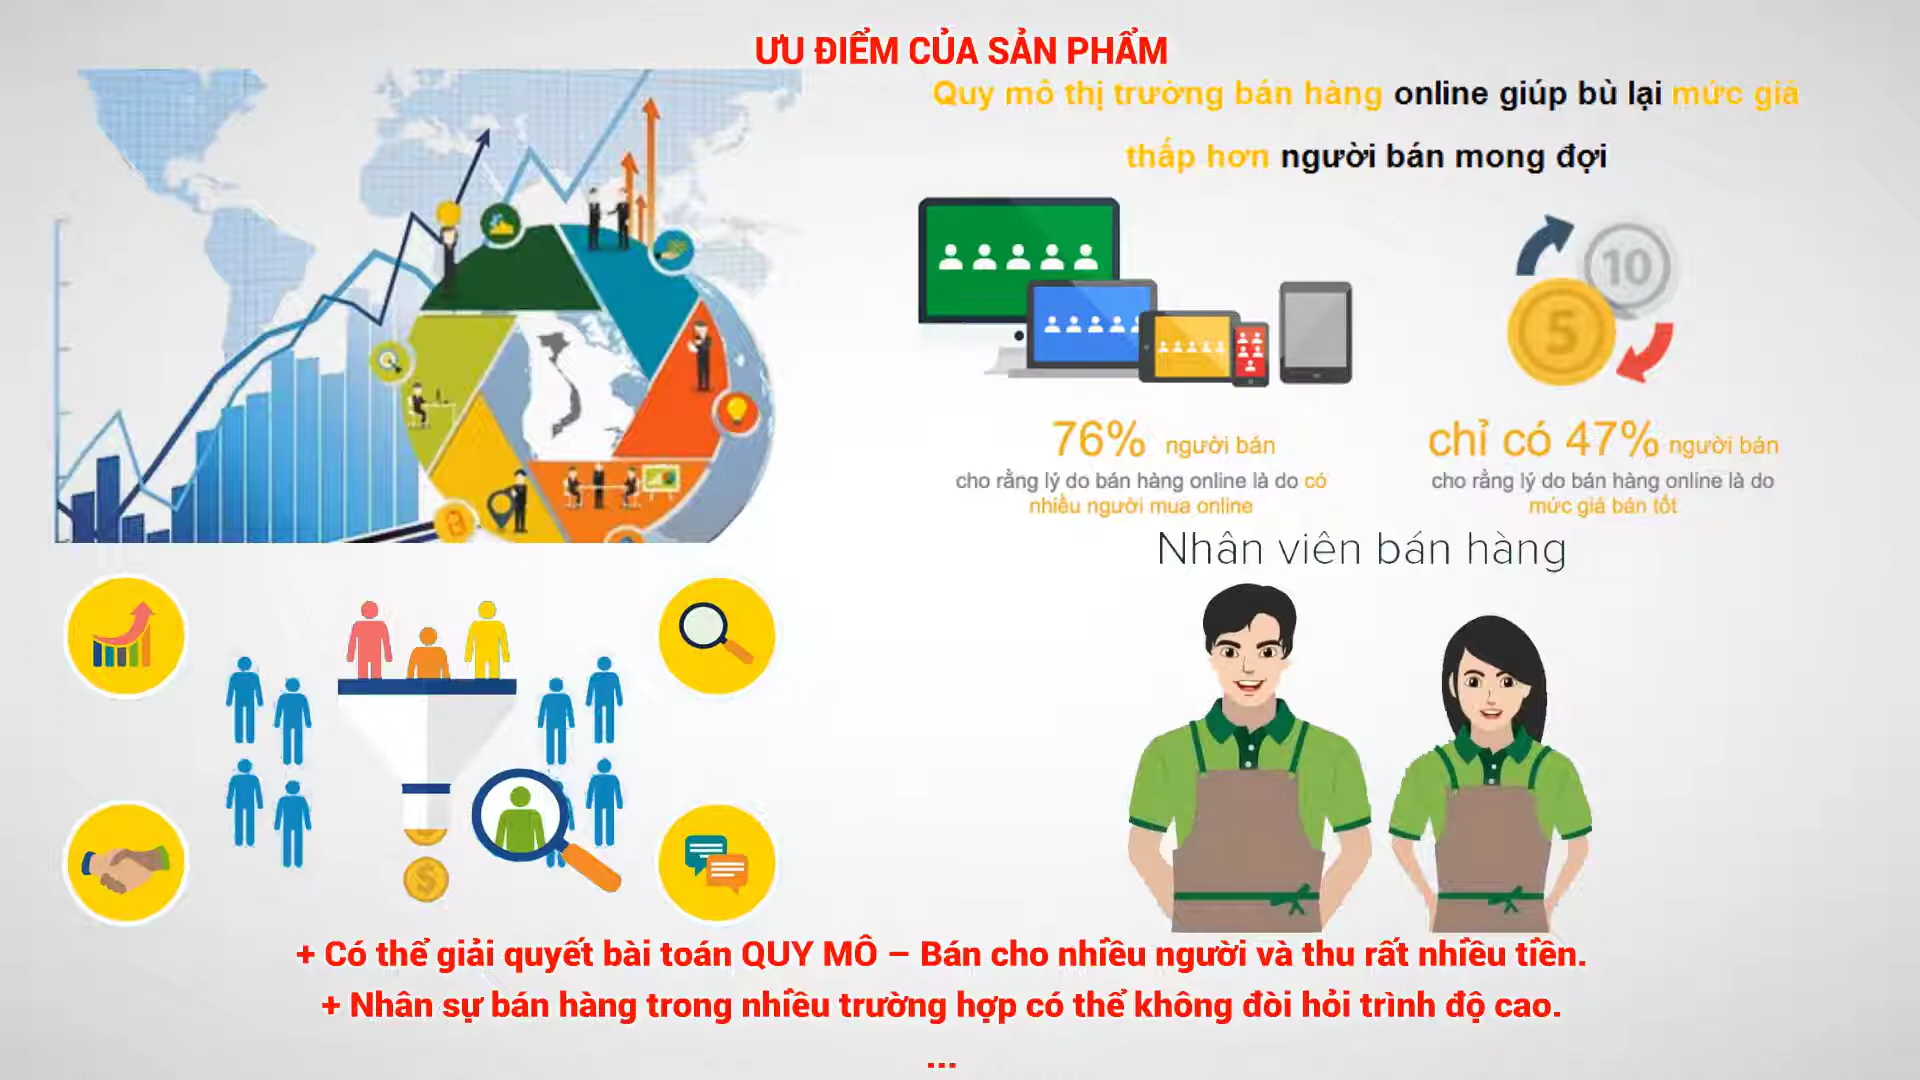 ƯU ĐIỂM CỦA SẢN PHẨM
Quy mô thị trường bán hàng online giúp bù lại mức giá
thấp hơn người bán mong đợi
10
5
76% người bán
cho rằng lý do bán hàng online là do có
nhiều người mua online
chỉ có 47% người bán
cho rằng lý do bán hàng online là do
mức giá bán tốt
Nhân viên bán hàng
$
+ Có thể giải quyết bài toán QUY MÔ – Bán cho nhiều người và thu rất nhiều tiền.
+ Nhân sự bán hàng trong nhiều trường hợp có thể không đòi hỏi trình độ cao.
...